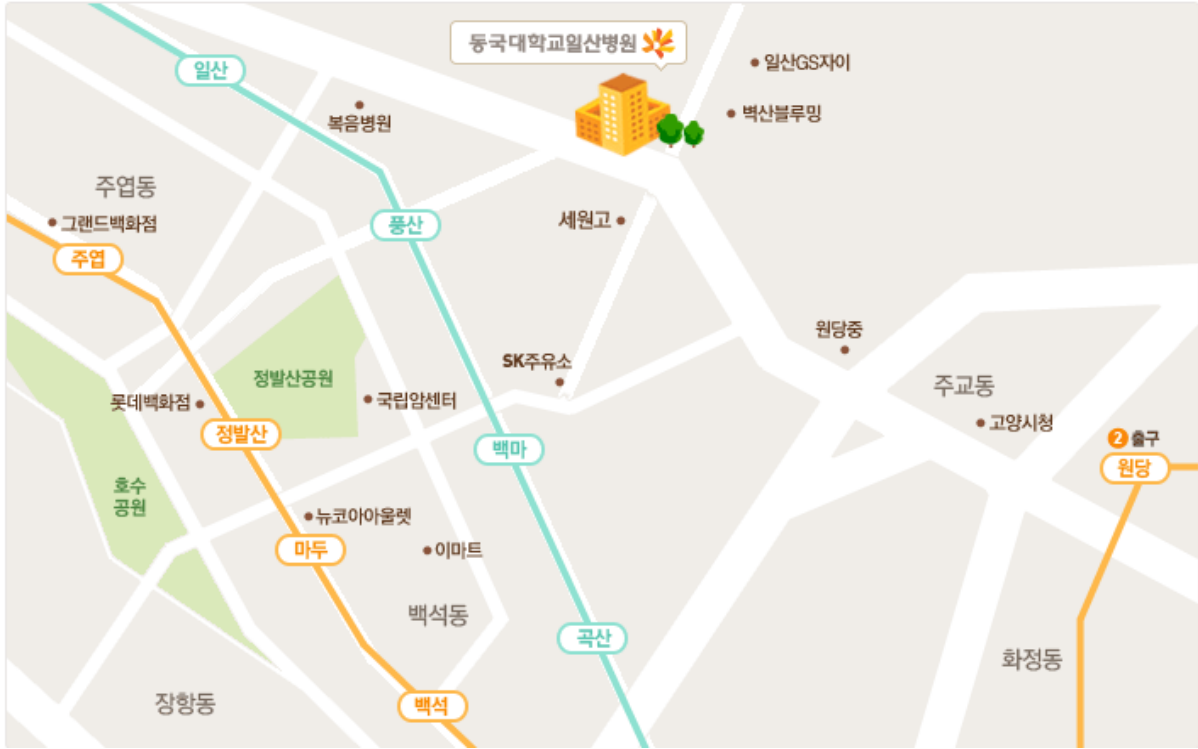 동국대학교일산병원
일산GS자이
일산
벽산블루밍
복음병원
주엽동
그랜드백화점
풍산
세원고
주엽
원당중
SK주유소
정발산공원
주교동
롯데백화점
국립암센터
고양시청
정발산
2 출구
백마
원당
호수
공원
뉴코아아울렛
마두
이마트
백석동
곡산
화정동
장항동
백석